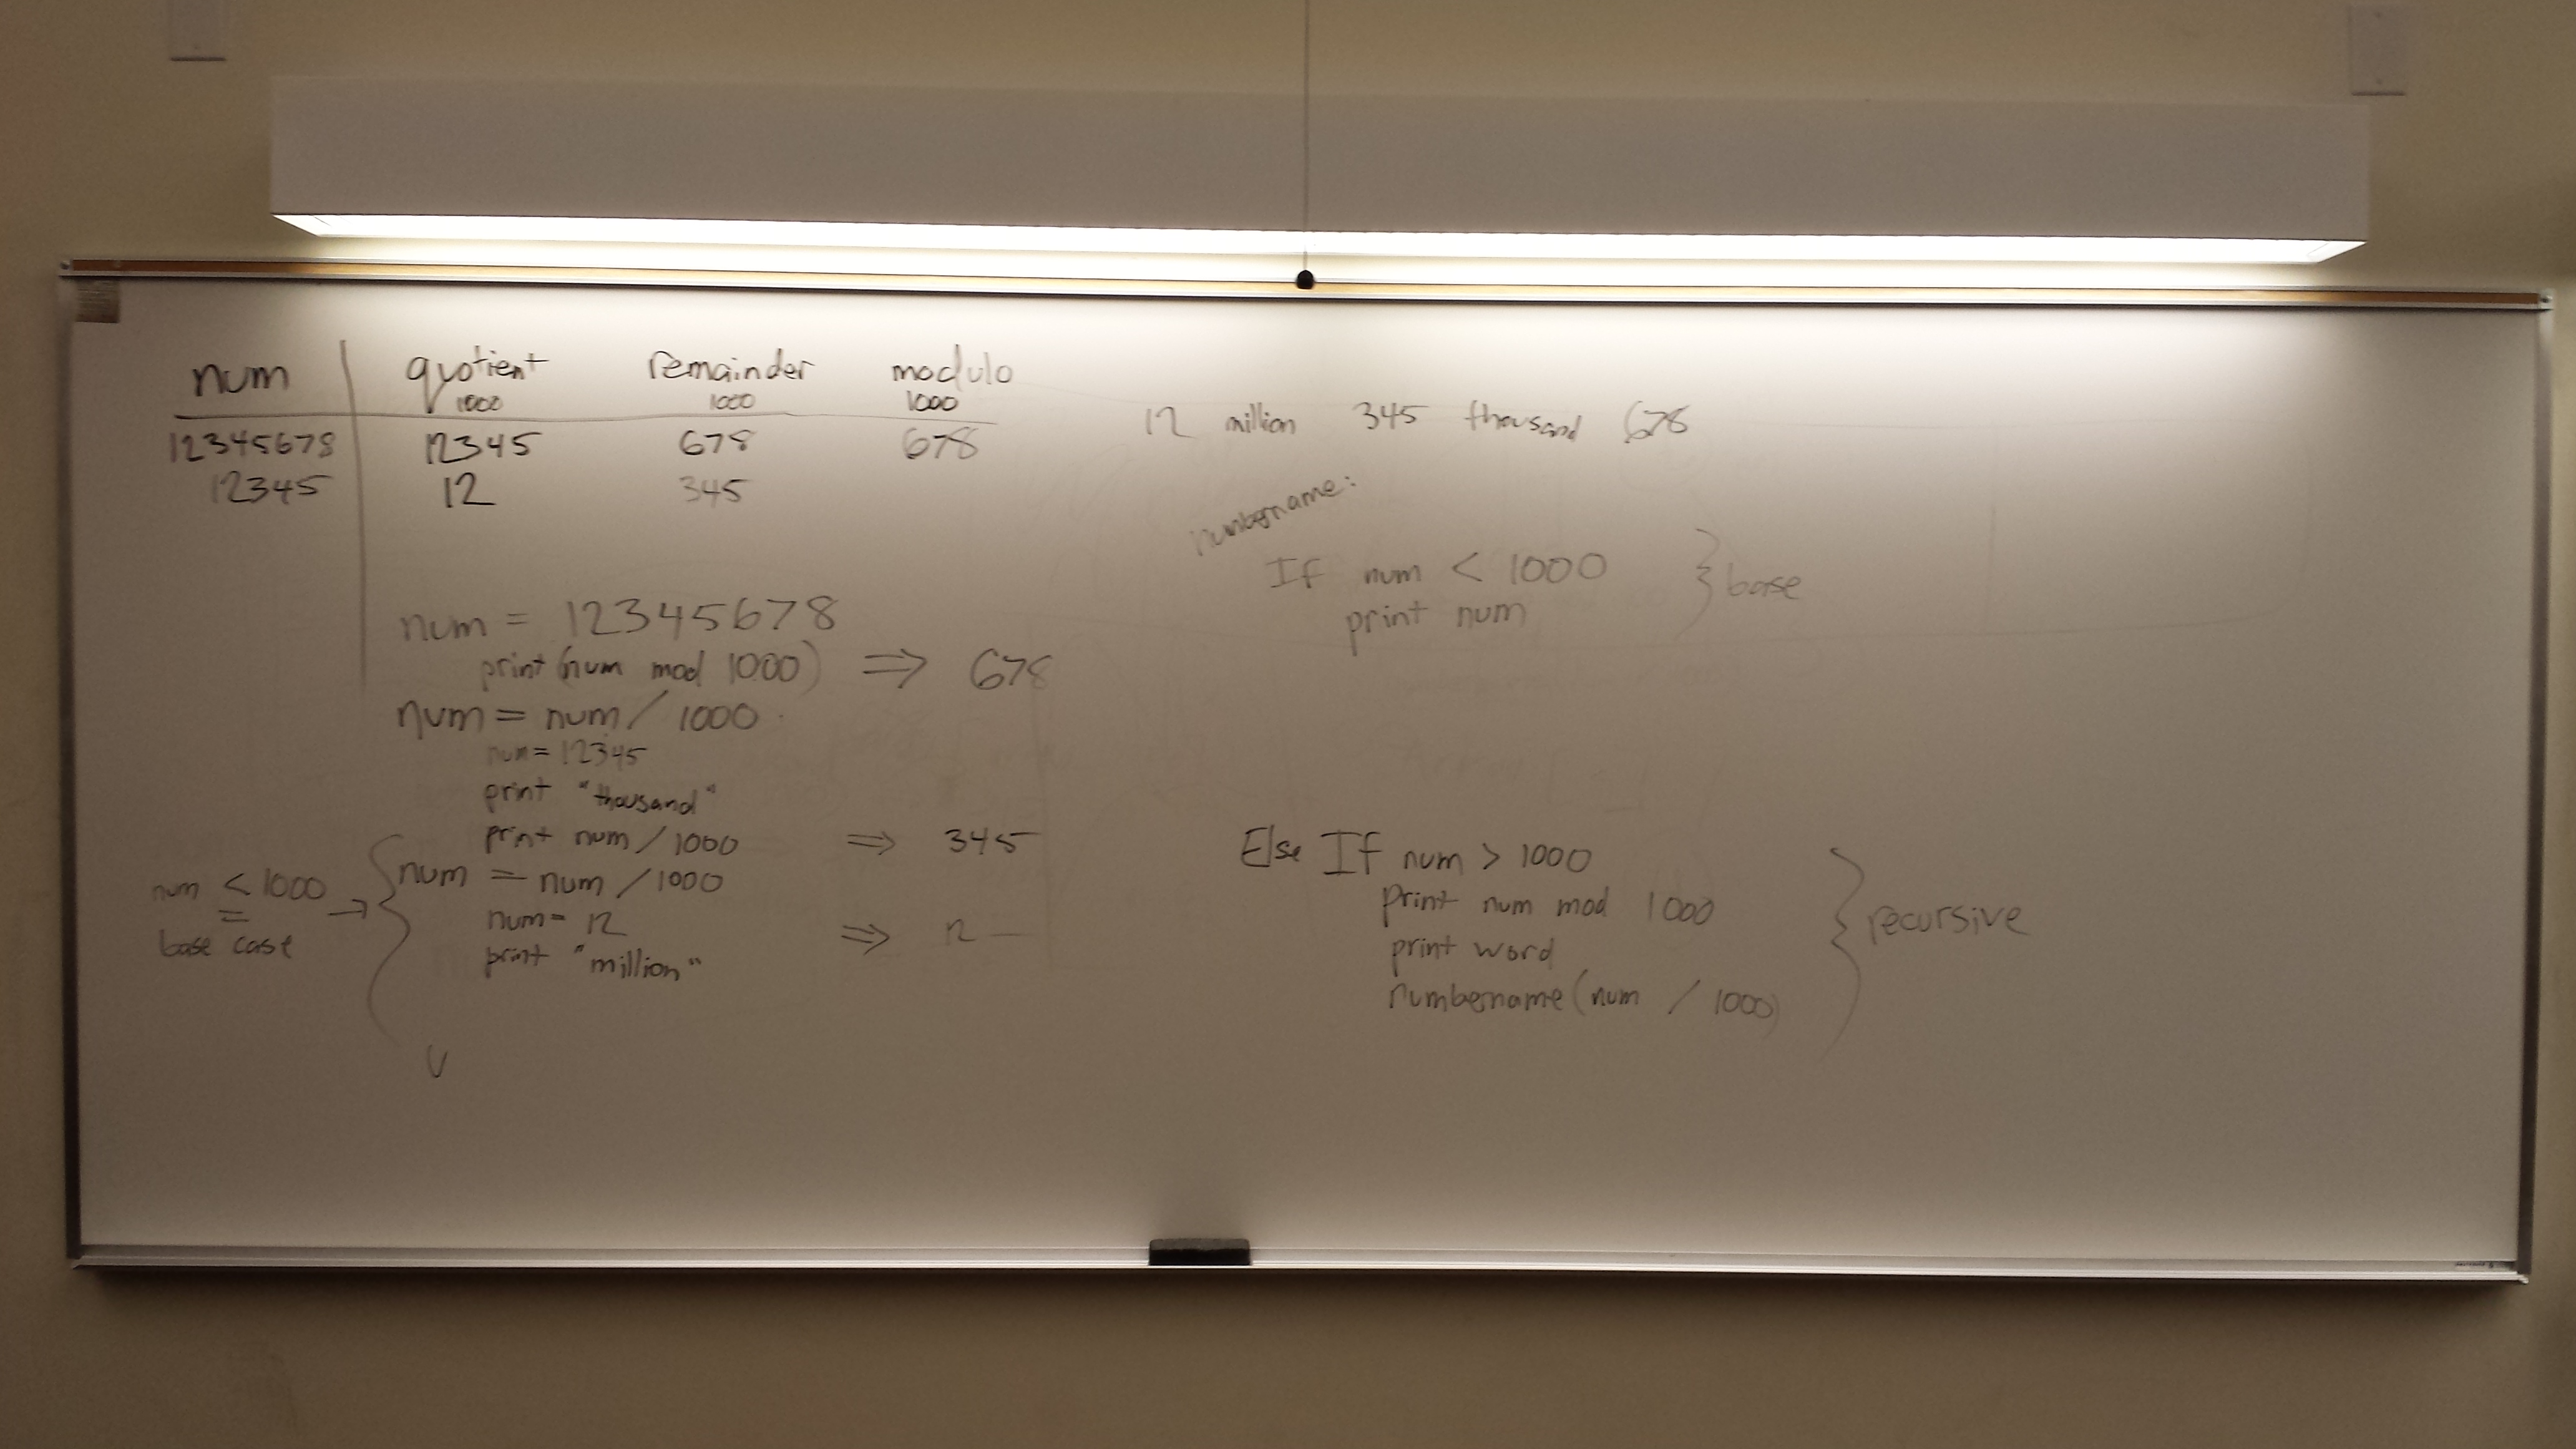 num quotient remainder modulo
1000 1000 1000
12345678 12345 678 678
12345 12 345
num = 12345678
print (num mod 1000) ⇒ 678
num = num / 1000
num = 12345
print "thousand"
print num / 1000 ⇒ 345
num = num / 1000
num = 12 ⇒ 12
print "million"
num < 1000 →
=
base case
12 million 345 thousand 678
numbername:
If num < 1000
print num
} base
Else If num > 1000
print num mod 1000
print word
numbername (num / 1000)
} recursive